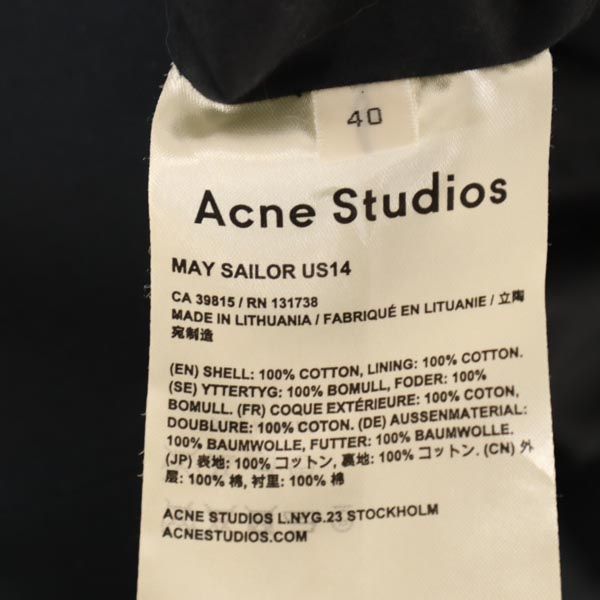 40
Acne Studios
MAY SAILOR US14
CA 39815 / RN 131738
MADE IN LITHUANIA / FABRIQUÉ EN LITUANIE / 立陶
宛制造
(EN) SHELL: 100% COTTON, LINING: 100% COTTON.
(SE) YTTERTYG: 100% BOMULL, FODER: 100%
BOMULL. (FR) COQUE EXTÉRIEURE: 100% COTON,
DOUBLURE: 100% COTON. (DE) AUSSENMATERIAL:
100% BAUMWOLLE, FUTTER: 100% BAUMWOLLE.
(JP) 表地: 100% コットン, 裏地: 100% コットン. (CN) 外
层: 100% 棉, 衬里: 100% 棉
ACNE STUDIOS L.NYG.23 STOCKHOLM
ACNESTUDIOS.COM